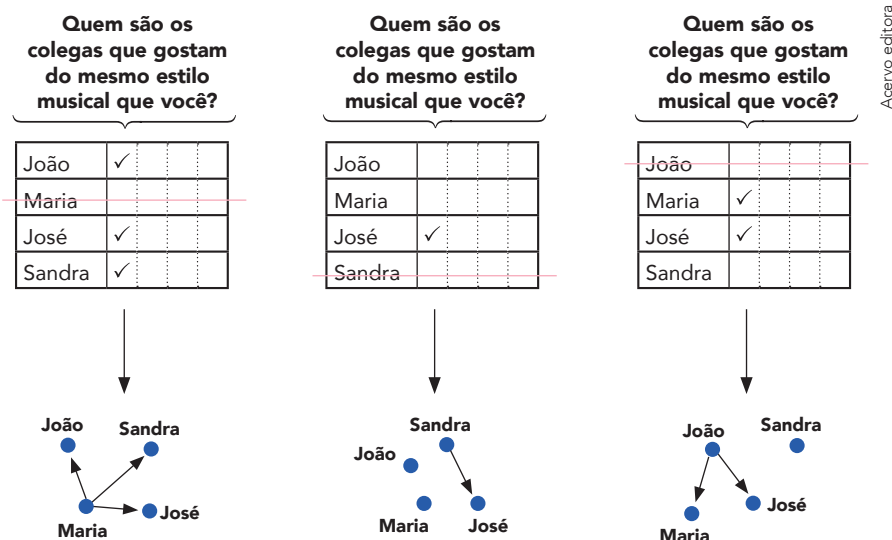 Quem são os
colegas que gostam
do mesmo estilo
musical que você?
João
Maria
José
Sandra
João
Sandra
José
Maria
Quem são os
colegas que gostam
do mesmo estilo
musical que você?
João
Maria
José
Sandra
Sandra
João
Maria
José
Quem são os
colegas que gostam
do mesmo estilo
musical que você?
João
Maria
José
Sandra
João
Sandra
José
Maria
Acervo editora